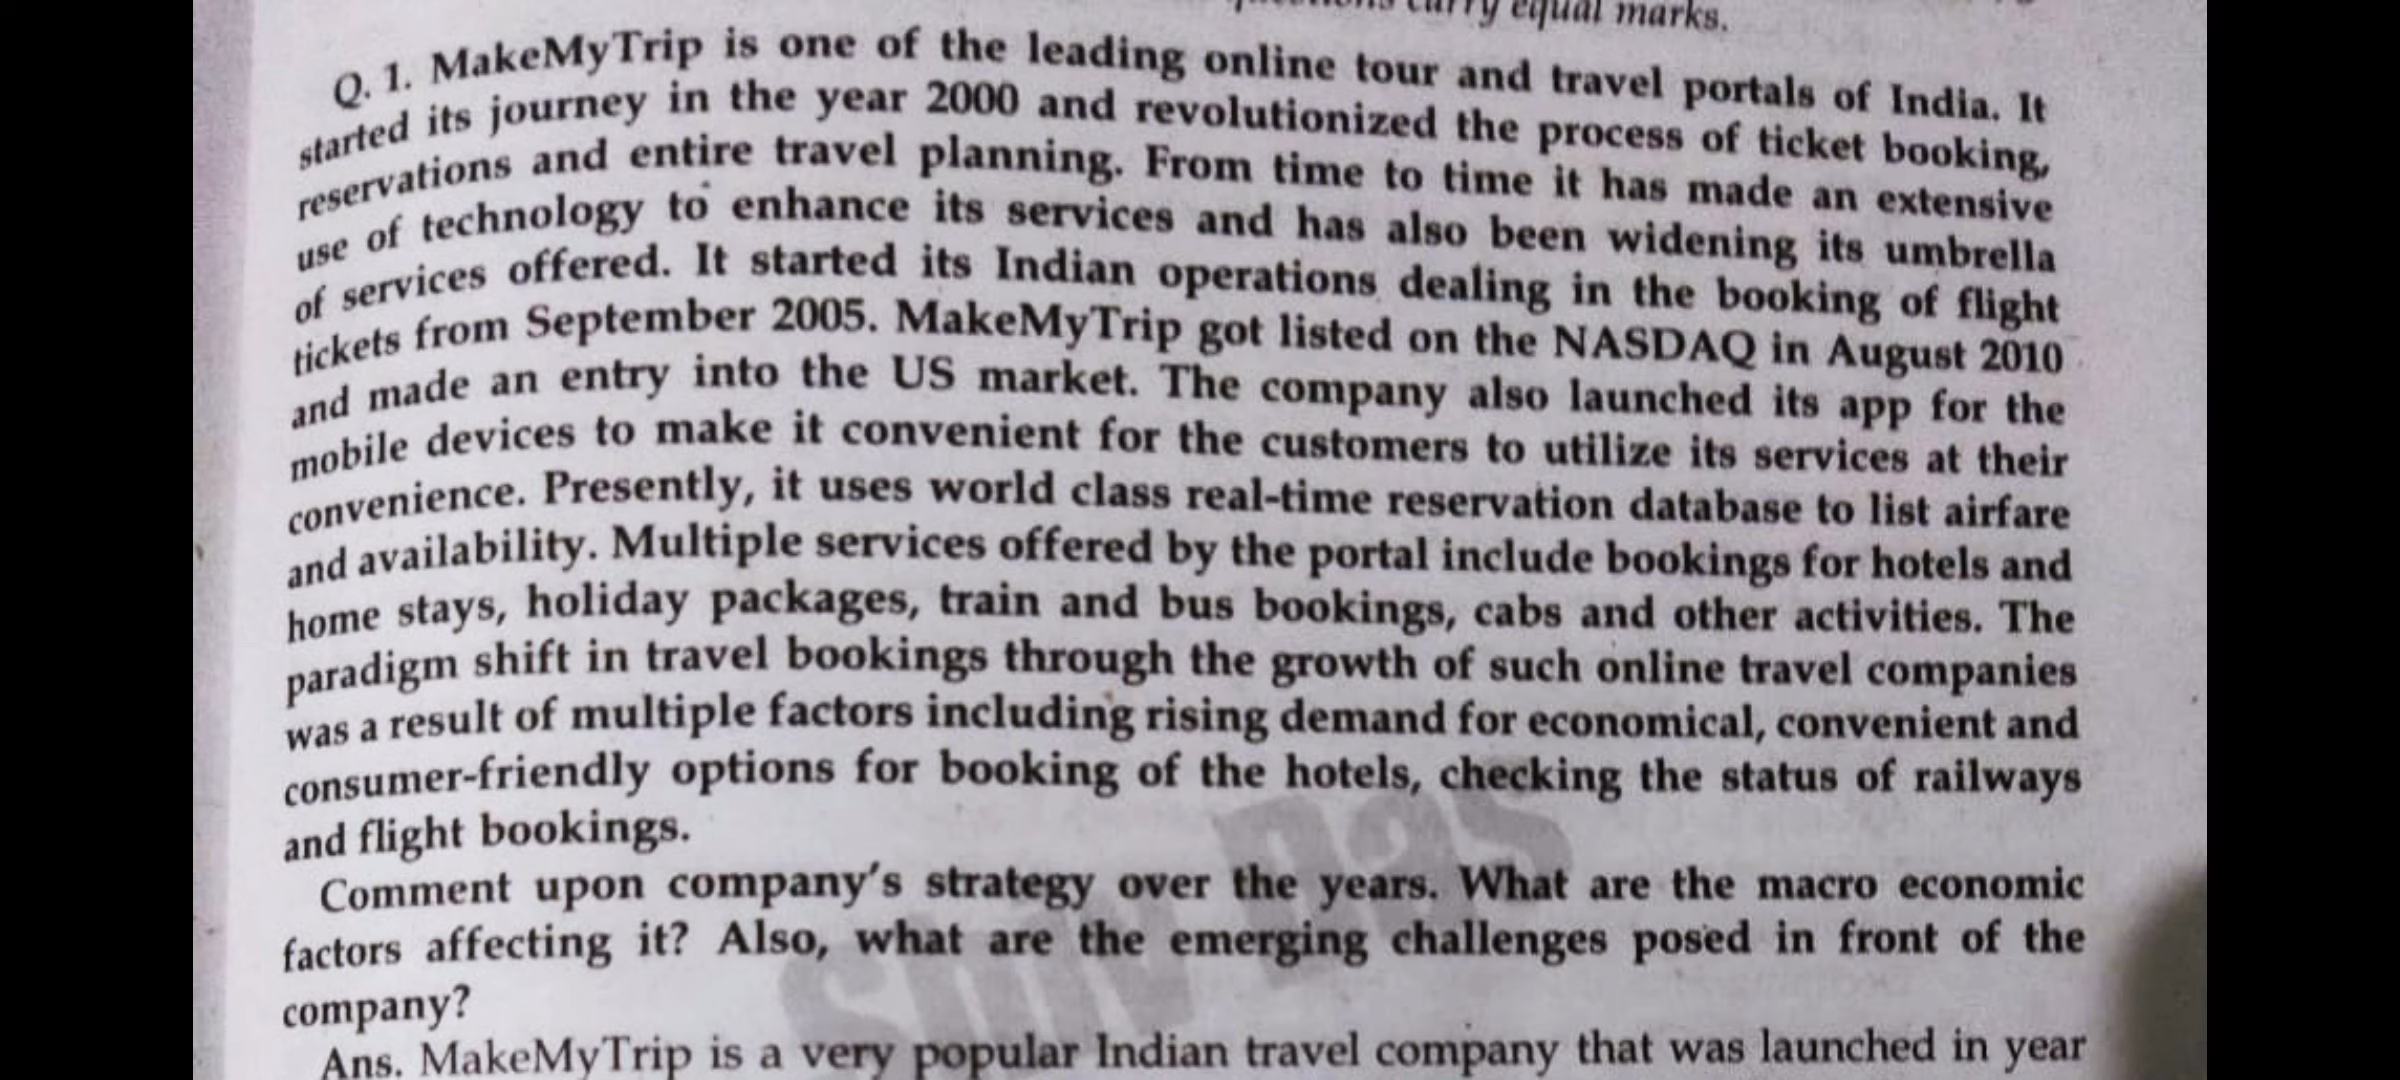 questions carry equal marks.
Q. 1. MakeMyTrip is one of the leading online tour and travel portals of India. It
started its journey in the year 2000 and revolutionized the process of ticket booking,
reservations and entire travel planning. From time to time it has made an extensive
use of technology to enhance its services and has also been widening its umbrella
of services offered. It started its Indian operations dealing in the booking of flight
tickets from September 2005. MakeMyTrip got listed on the NASDAQ in August 2010
and made an entry into the US market. The company also launched its app for the
mobile devices to make it convenient for the customers to utilize its services at their
convenience. Presently, it uses world class real-time reservation database to list airfare
and availability. Multiple services offered by the portal include bookings for hotels and
home stays, holiday packages, train and bus bookings, cabs and other activities. The
paradigm shift in travel bookings through the growth of such online travel companies
was a result of multiple factors including rising demand for economical, convenient and
consumer-friendly options for booking of the hotels, checking the status of railways
and flight bookings.
Comment upon company's strategy over the years. What are the macro economic
factors affecting it? Also, what are the emerging challenges posed in front of the
company?
Ans. MakeMyTrip is a very popular Indian travel company that was launched in year
Shiv Das